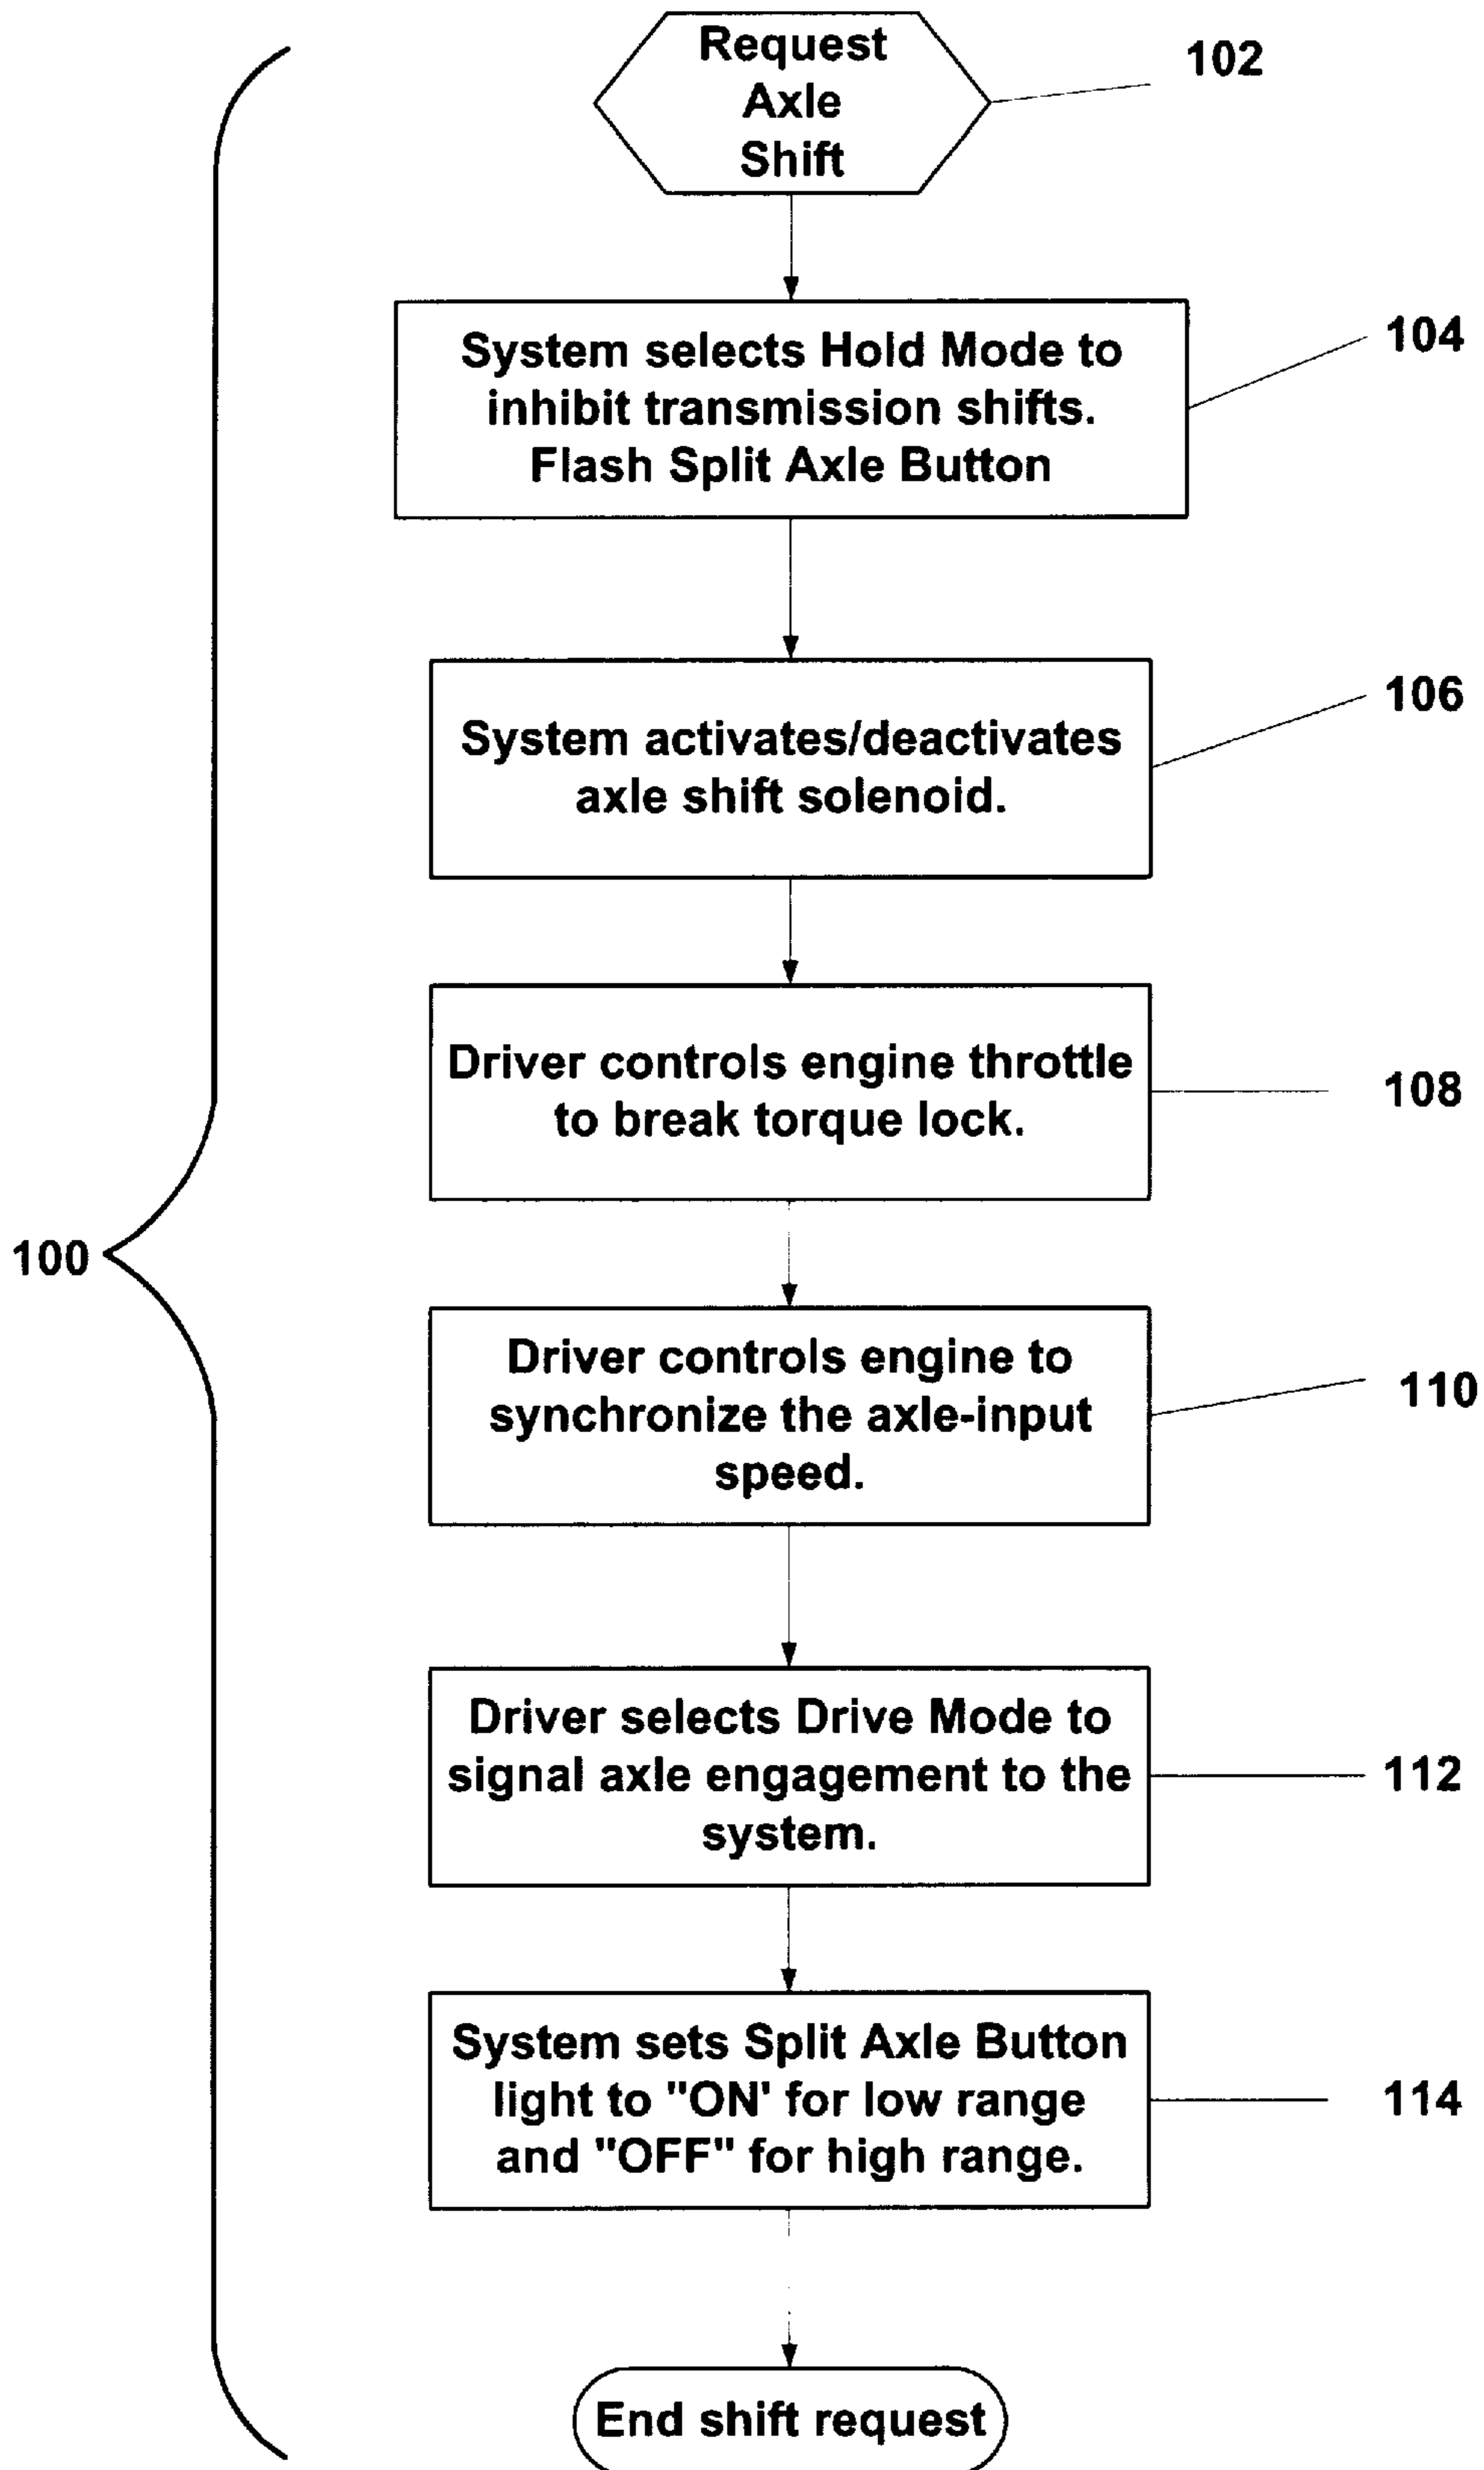 Request
Axle
Shift
102
System selects Hold Mode to
inhibit transmission shifts.
Flash Split Axle Button
104
System activates/deactivates
axle shift solenoid.
106
Driver controls engine throttle
to break torque lock.
108
100
Driver controls engine to
synchronize the axle-input
speed.
110
Driver selects Drive Mode to
signal axle engagement to the
system.
112
System sets Split Axle Button
light to "ON' for low range
and "OFF" for high range.
114
End shift request